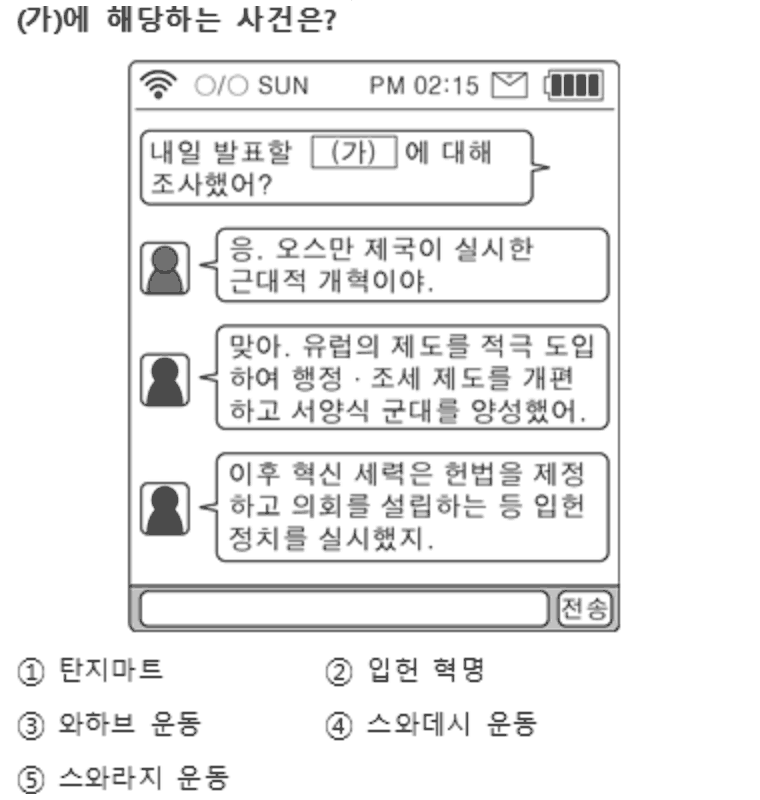 (가)에 해당하는 사건은?
○/○ SUN PM 02:15
내일 발표할 (가) 에 대해
조사했어?
응. 오스만 제국이 실시한
근대적 개혁이야.
맞아. 유럽의 제도를 적극 도입
하여 행정·조세 제도를 개편
하고 서양식 군대를 양성했어.
이후 혁신 세력은 헌법을 제정
하고 의회를 설립하는 등 입헌
정치를 실시했지.
전송
① 탄지마트 ② 입헌 혁명
③ 와하브 운동 ④ 스와데시 운동
⑤ 스와라지 운동